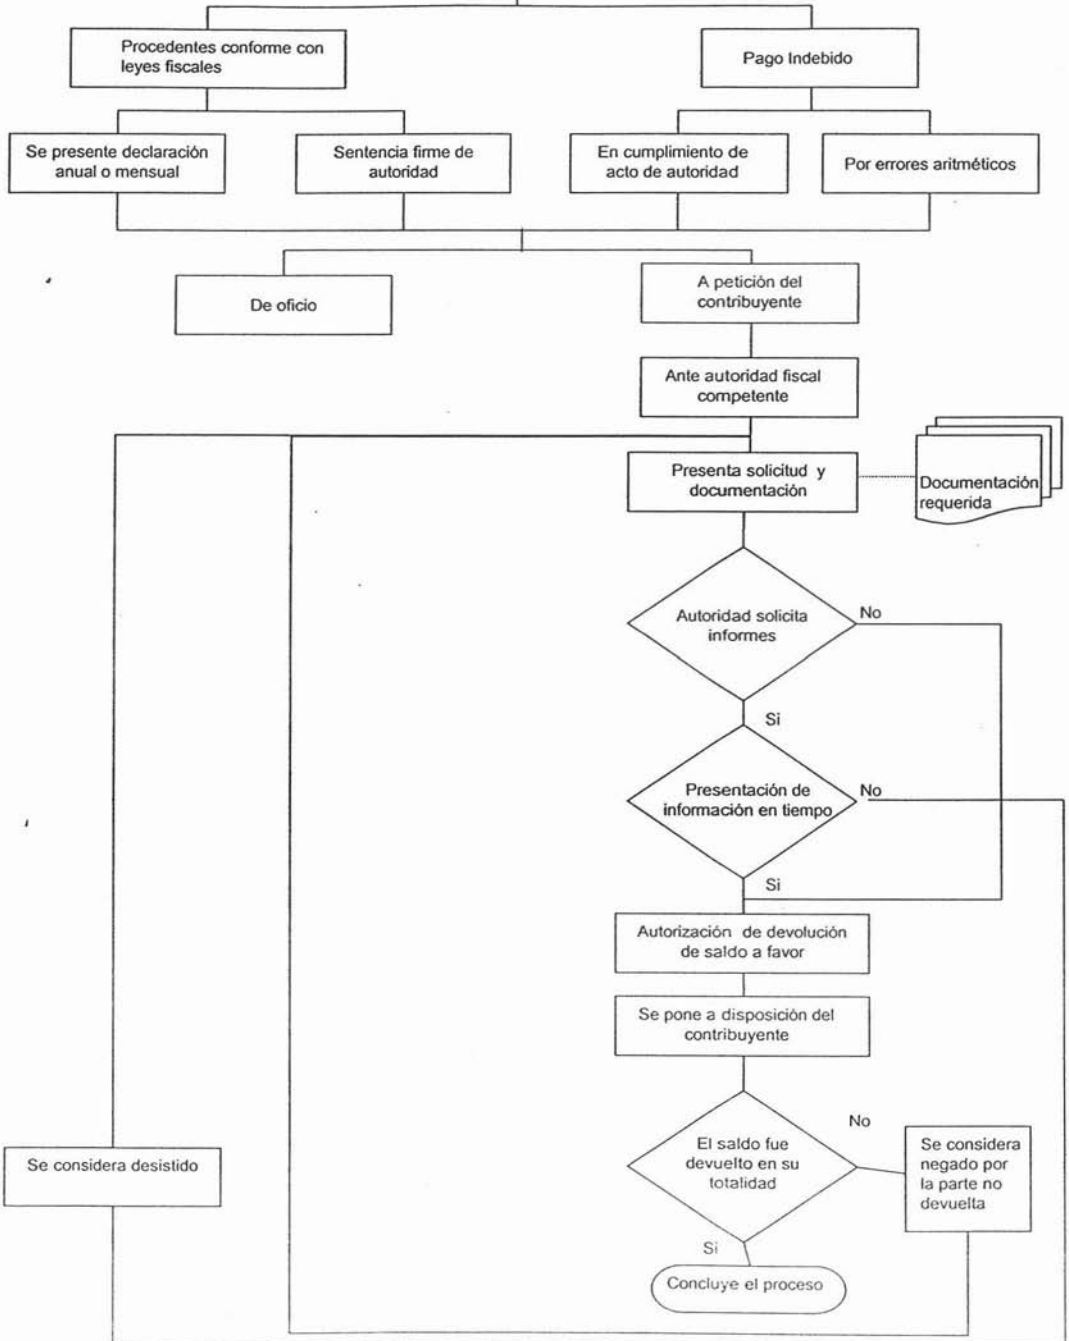 Procedentes conforme con
leyes fiscales
Pago Indebido
Se presente declaración
anual o mensual
Sentencia firme de
autoridad
En cumplimiento de
acto de autoridad
Por errores aritméticos
De oficio
A petición del
contribuyente
Ante autoridad fiscal
competente
Presenta solicitud y
documentación
Documentación
requerida
Autoridad solicita
informes
No
Si
Presentación de
información en tiempo
No
Si
Autorización de devolución
de saldo a favor
Se pone a disposición del
contribuyente
El saldo fue
devuelto en su
totalidad
No
Se considera
negado por
la parte no
devuelta
Se considera desistido
Si
Concluye el proceso